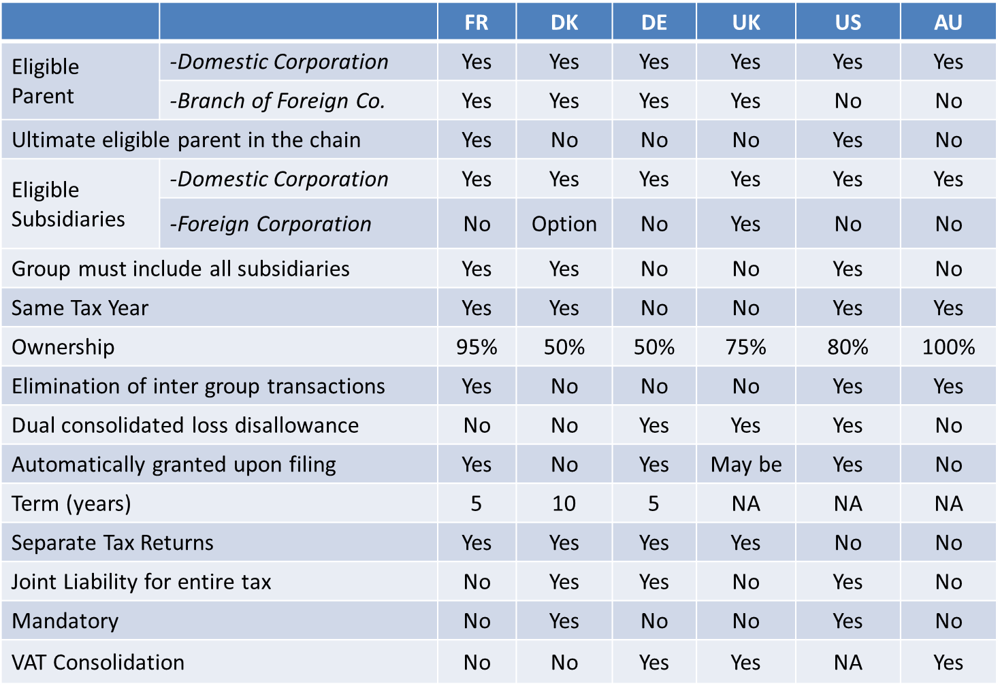 FR DK DE UK US AU
Eligible
Parent
-Domestic Corporation Yes Yes Yes Yes Yes Yes
-Branch of Foreign Co. Yes Yes Yes Yes No No
Ultimate eligible parent in the chain Yes No No No Yes No
Eligible
Subsidiaries
-Domestic Corporation Yes Yes Yes Yes Yes Yes
-Foreign Corporation No Option No Yes No No
Group must include all subsidiaries Yes Yes No No Yes No
Same Tax Year Yes Yes No No Yes Yes
Ownership 95% 50% 50% 75% 80% 100%
Elimination of inter group transactions Yes No No No Yes Yes
Dual consolidated loss disallowance No No Yes Yes Yes No
Automatically granted upon filing Yes No Yes May be Yes No
Term (years) 5 10 5 NA NA NA
Separate Tax Returns Yes Yes Yes Yes No No
Joint Liability for entire tax No Yes Yes No Yes No
Mandatory No Yes No No Yes No
VAT Consolidation No No Yes Yes NA Yes